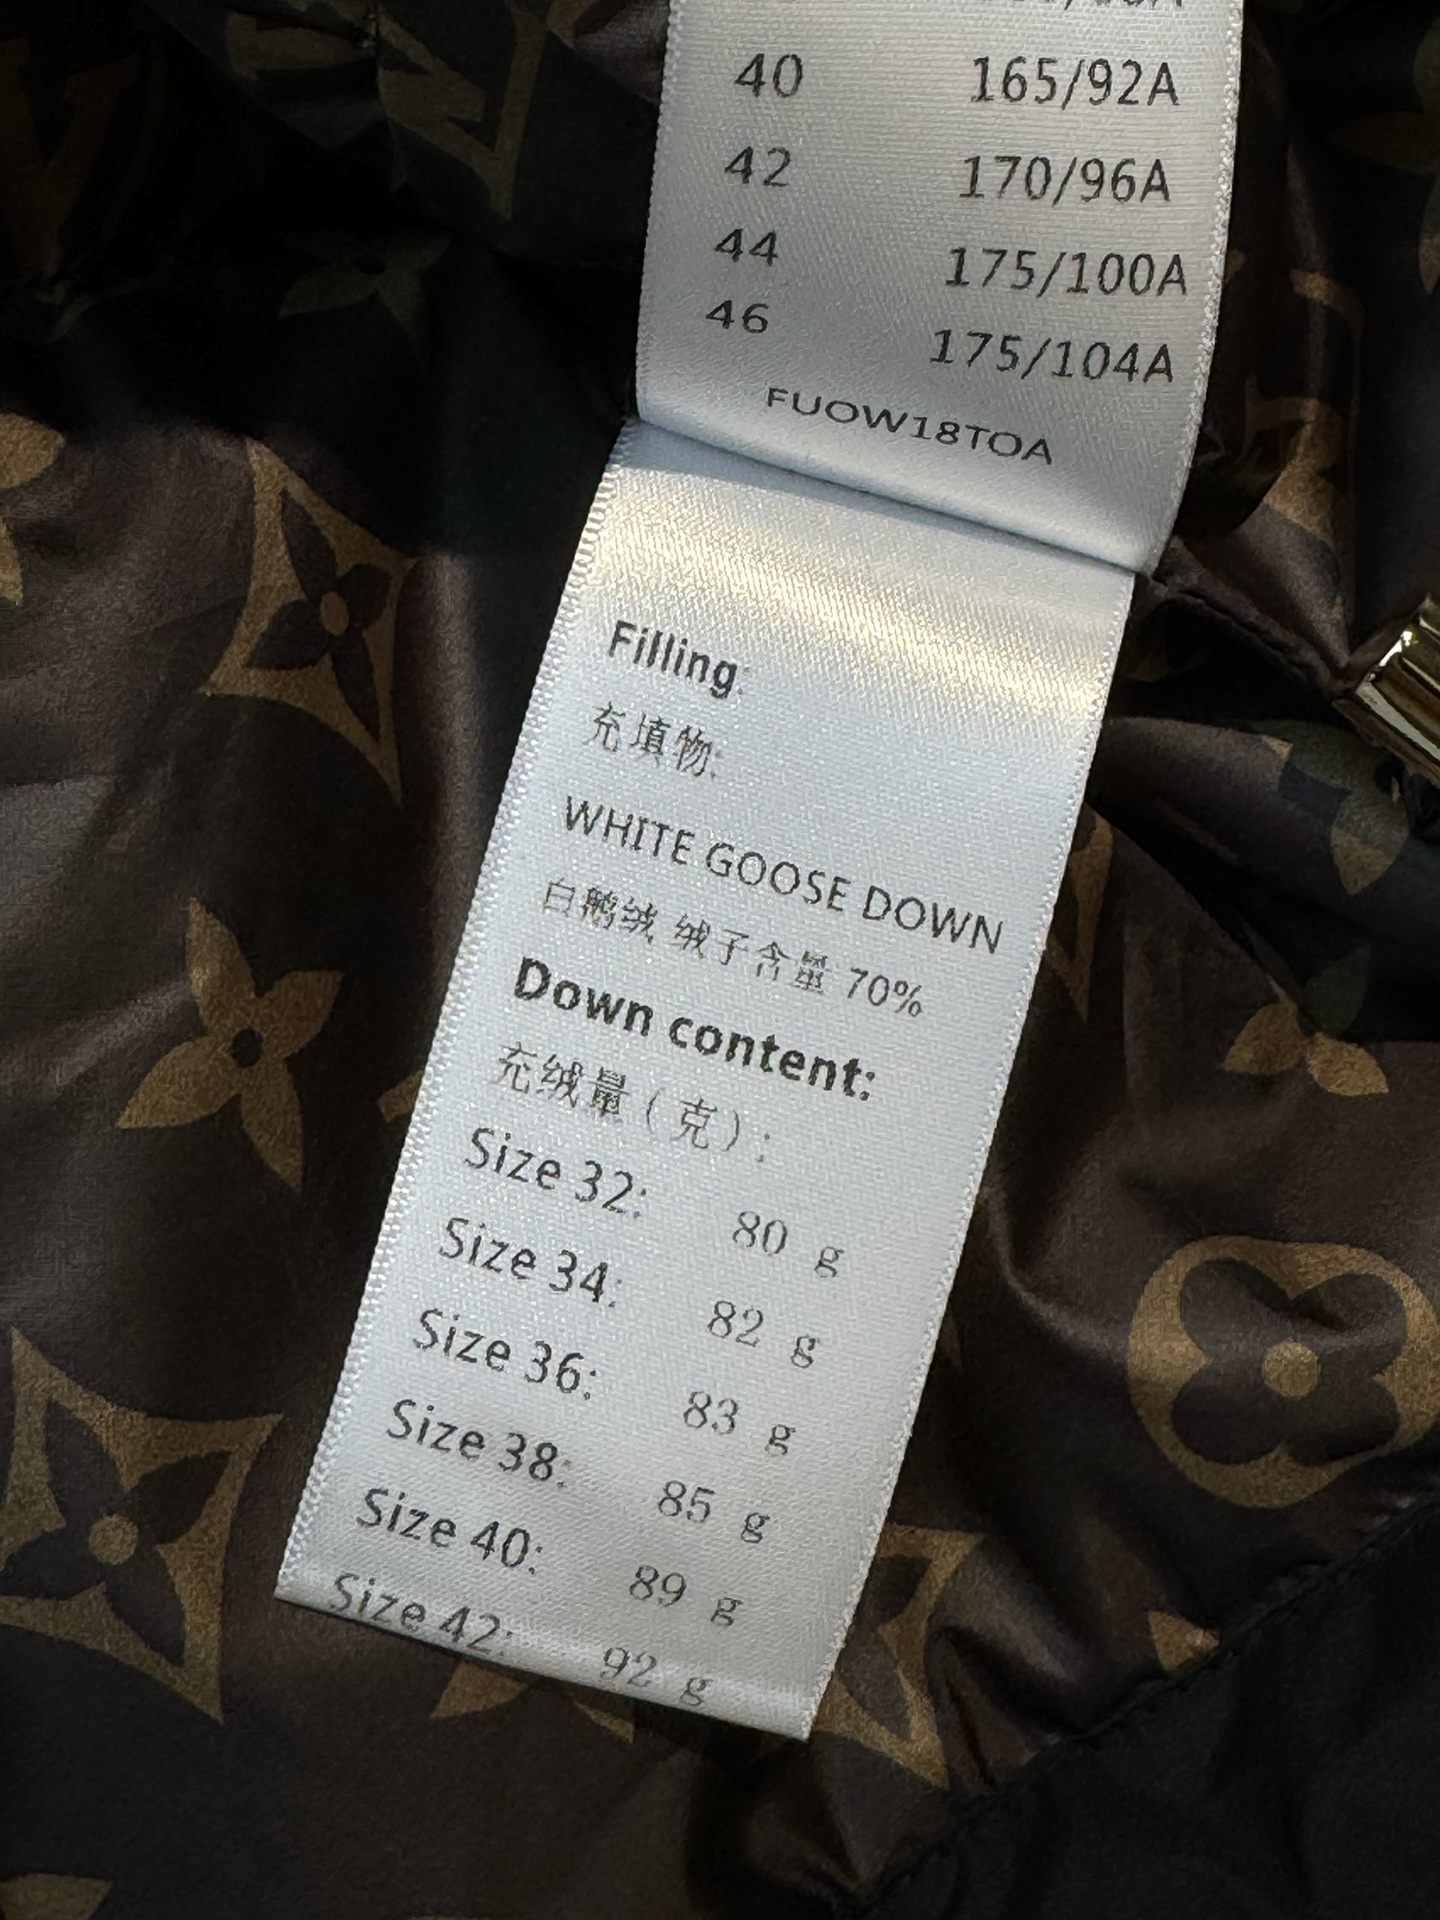 40 165/92A
42 170/96A
44 175/100A
46 175/104A
FUOW18TOA
Filling:
充填物:
WHITE GOOSE DOWN
白鹅绒 绒子含量 70%
Down content:
充绒量(克):
Size 32: 80 g
Size 34: 82 g
Size 36: 83 g
Size 38: 85 g
Size 40: 89 g
Size 42: 92 g